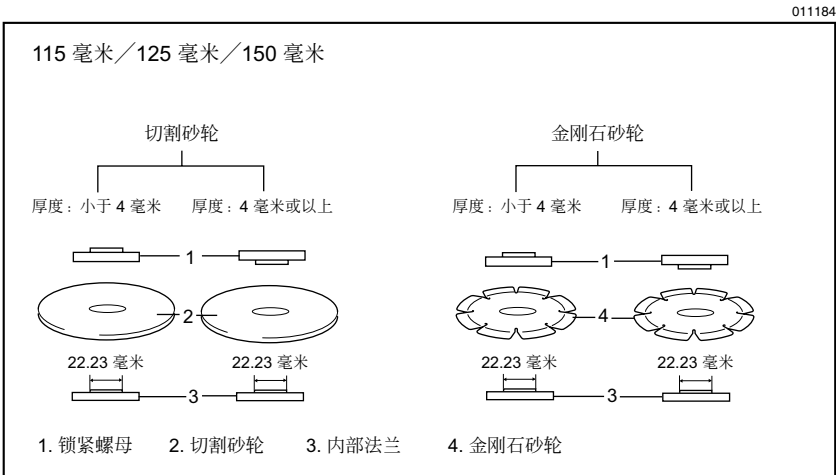 011184
115 毫米／125 毫米／150 毫米
切割砂轮 金刚石砂轮
厚度：小于 4 毫米 厚度：4 毫米或以上 厚度：小于 4 毫米 厚度：4 毫米或以上
1 1
2 4
22.23 毫米 22.23 毫米 22.23 毫米 22.23 毫米
3 3
1. 锁紧螺母 2. 切割砂轮 3. 内部法兰 4. 金刚石砂轮